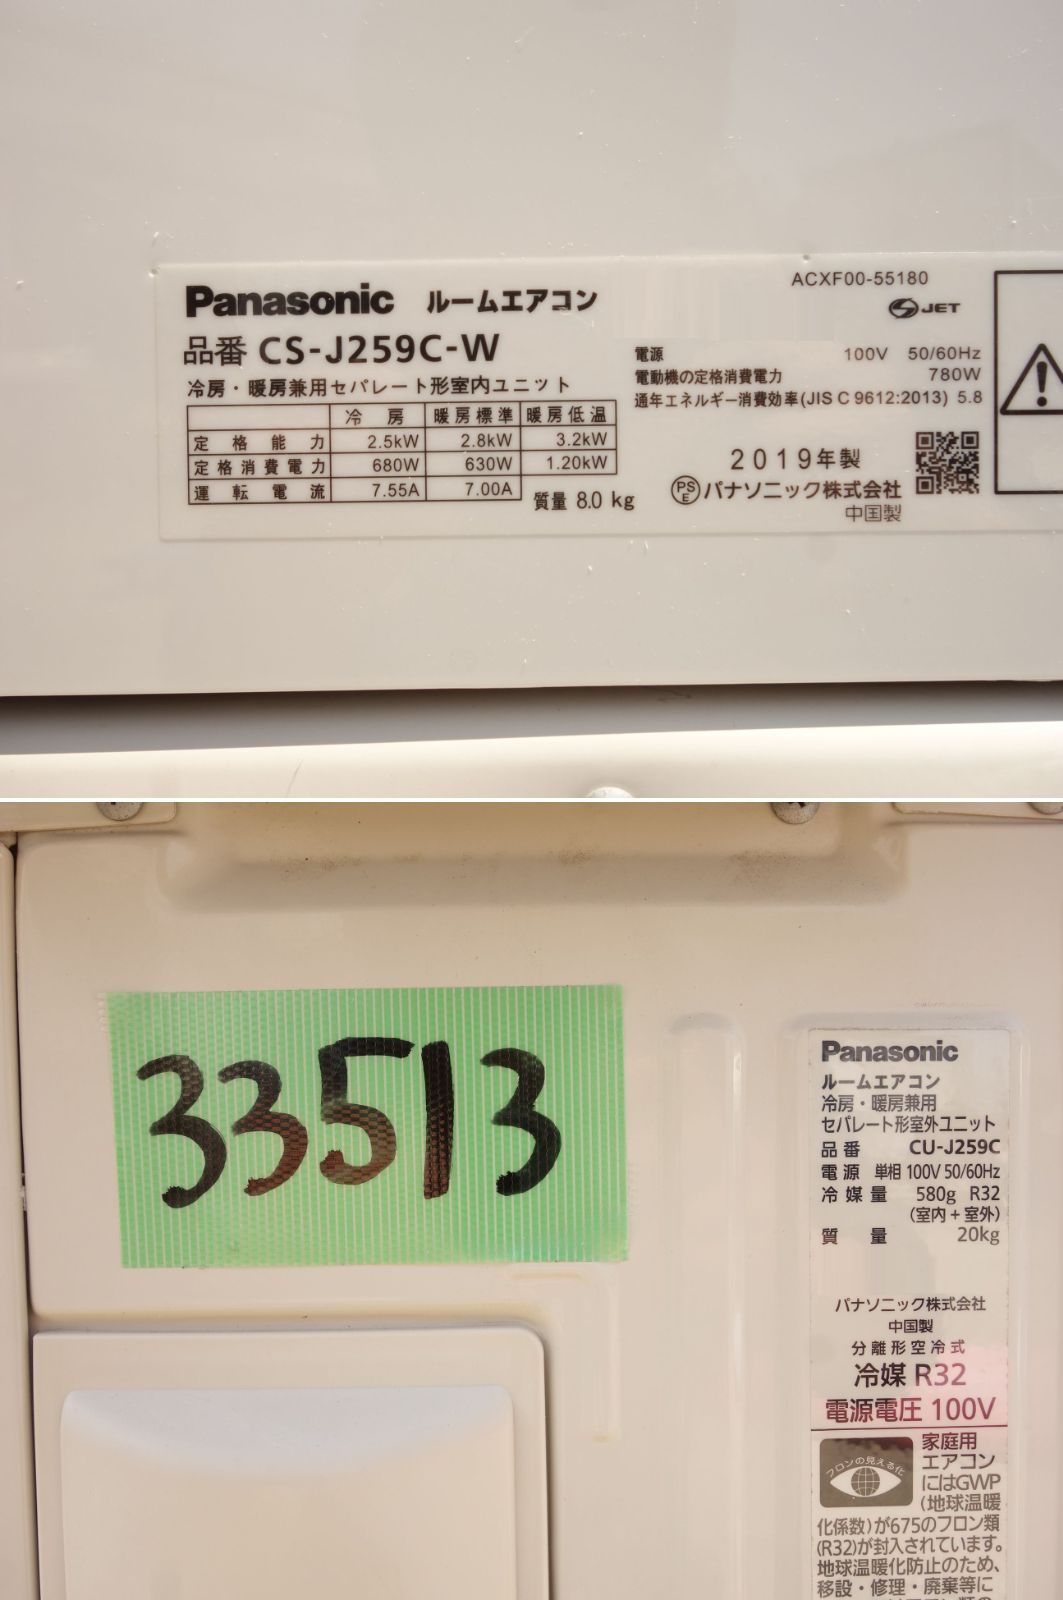 Panasonic ルームエアコン
品番 CS-J259C-W
冷房・暖房兼用セパレート形室内ユニット
冷房 暖房標準 暖房低温
定格能力 2.5kW 2.8kW 3.2kW
定格消費電力 680W 630W 1.20kW
運転電流 7.55A 7.00A
質量 8.0 kg
ACXF00-55180
JET
電源 100V 50/60Hz
電動機の定格消費電力 780W
通年エネルギー消費効率(JIS C 9612:2013) 5.8
2019年製
PSE パナソニック株式会社
中国製
33513
Panasonic
ルームエアコン
冷房・暖房兼用
セパレート形室外ユニット
品番 CU-J259C
電源 単相 100V 50/60Hz
冷媒量 580g R32
(室内+室外)
質量 20kg
パナソニック株式会社
中国製
分離形空冷式
冷媒 R32
電源電圧 100V
フロンの見える化
家庭用
エアコン
にはGWP
(地球温暖
化係数)が675のフロン類
(R32)が封入されています。
地球温暖化防止のため、
移設・修理・廃棄等に